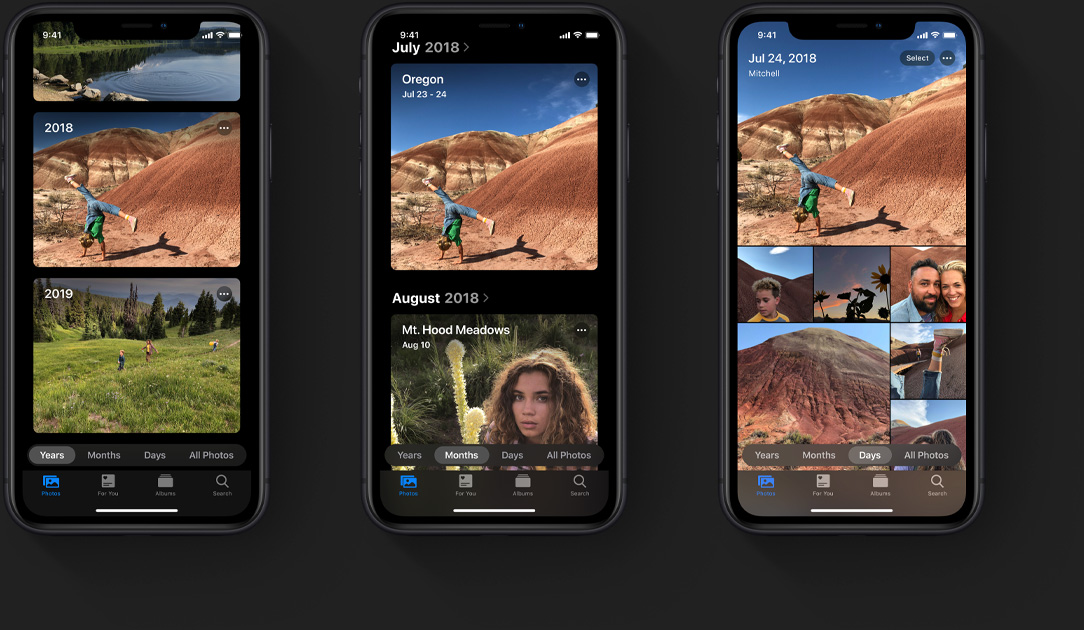 9:41
2018
2019
Years Months Days All Photos
Photos For You Albums Search
9:41
July 2018 >
Oregon
Jul 23 - 24
August 2018 >
Mt. Hood Meadows
Aug 10
Years Months Days All Photos
Photos For You Albums Search
9:41
Jul 24, 2018
Select
Mitchell
Years Months Days All Photos
Photos For You Albums Search